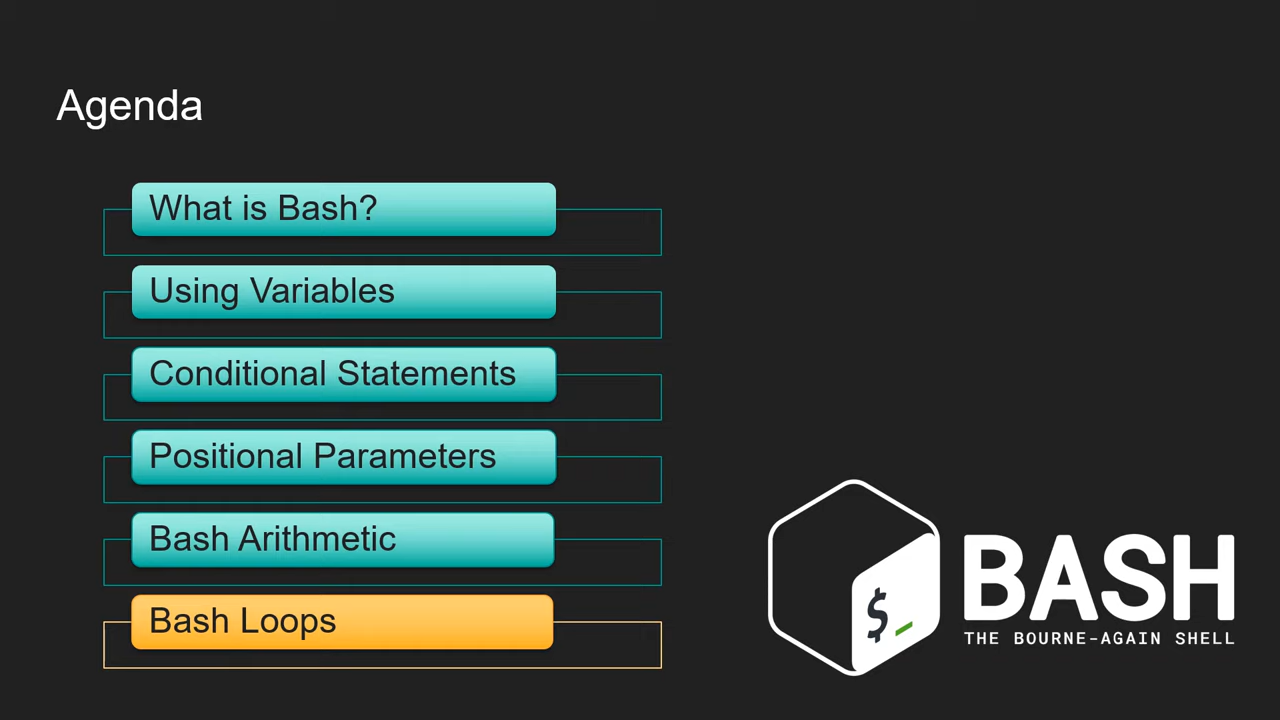 Agenda
What is Bash?
Using Variables
Conditional Statements
Positional Parameters
Bash Arithmetic
Bash Loops
$_
BASH
THE BOURNE-AGAIN SHELL